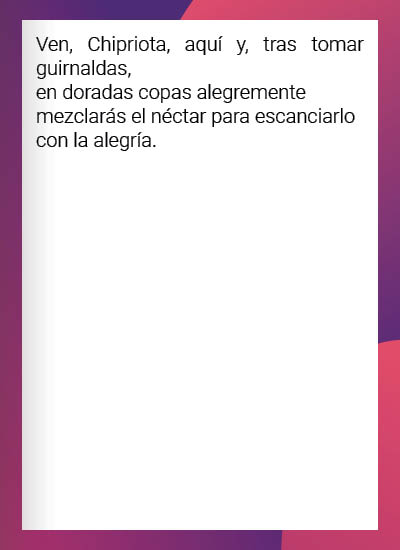 Ven, Chipriota, aquí y, tras tomar
guirnaldas,
en doradas copas alegremente
mezclarás el néctar para escanciarlo
con la alegría.